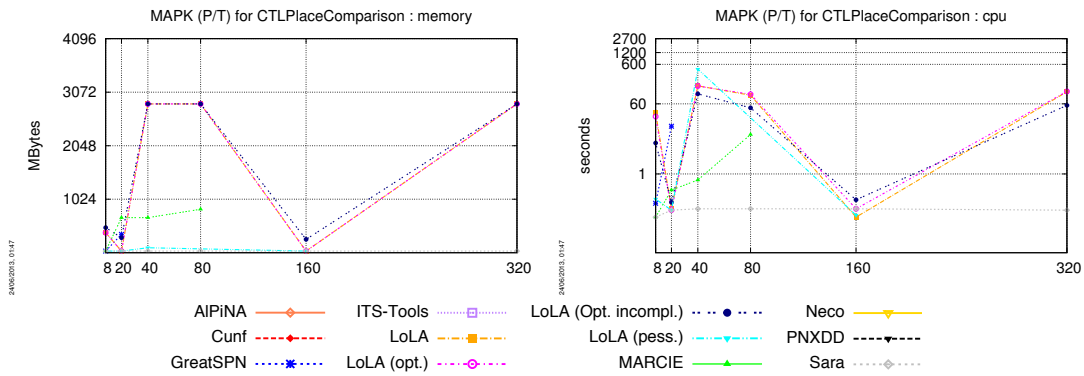 MAPK (P/T) for CTLPlaceComparison : memory
4096
3072
2048
1024
MBytes
8 20 40 80 160 320
24/06/2013, 01:47
MAPK (P/T) for CTLPlaceComparison : cpu
2700
1200
600
60
1
seconds
8 20 40 80 160 320
24/06/2013, 01:47
AlPiNA
Cunf
GreatSPN
ITS-Tools
LoLA
LoLA (opt.)
LoLA (Opt. incompl.)
LoLA (pess.)
MARCIE
Neco
PNXDD
Sara